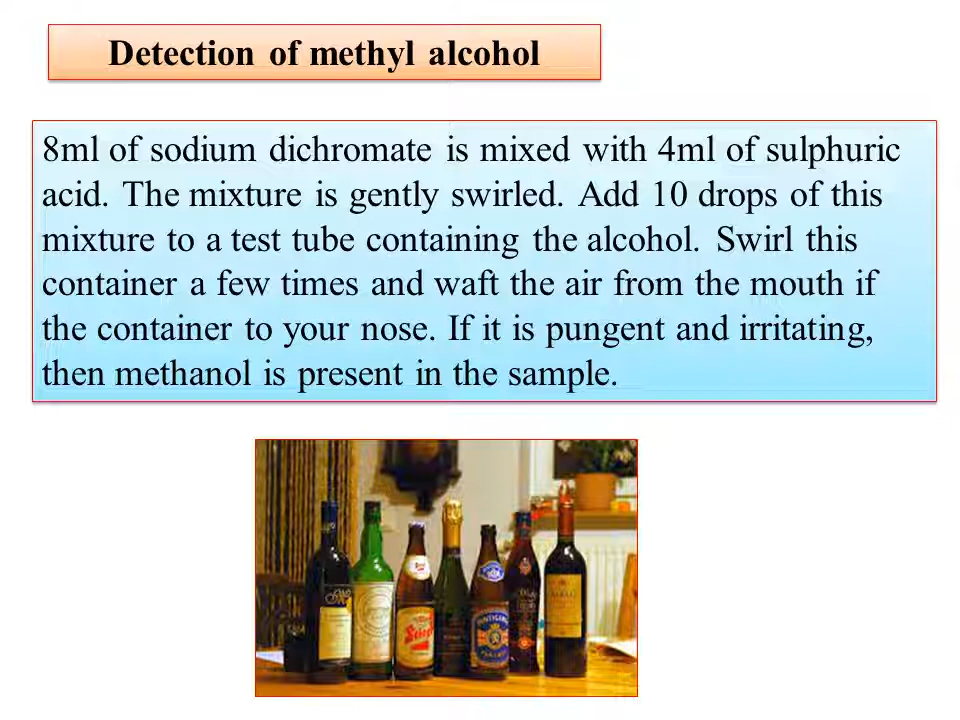 Detection of methyl alcohol
8ml of sodium dichromate is mixed with 4ml of sulphuric
acid. The mixture is gently swirled. Add 10 drops of this
mixture to a test tube containing the alcohol. Swirl this
container a few times and waft the air from the mouth if
the container to your nose. If it is pungent and irritating,
then methanol is present in the sample.